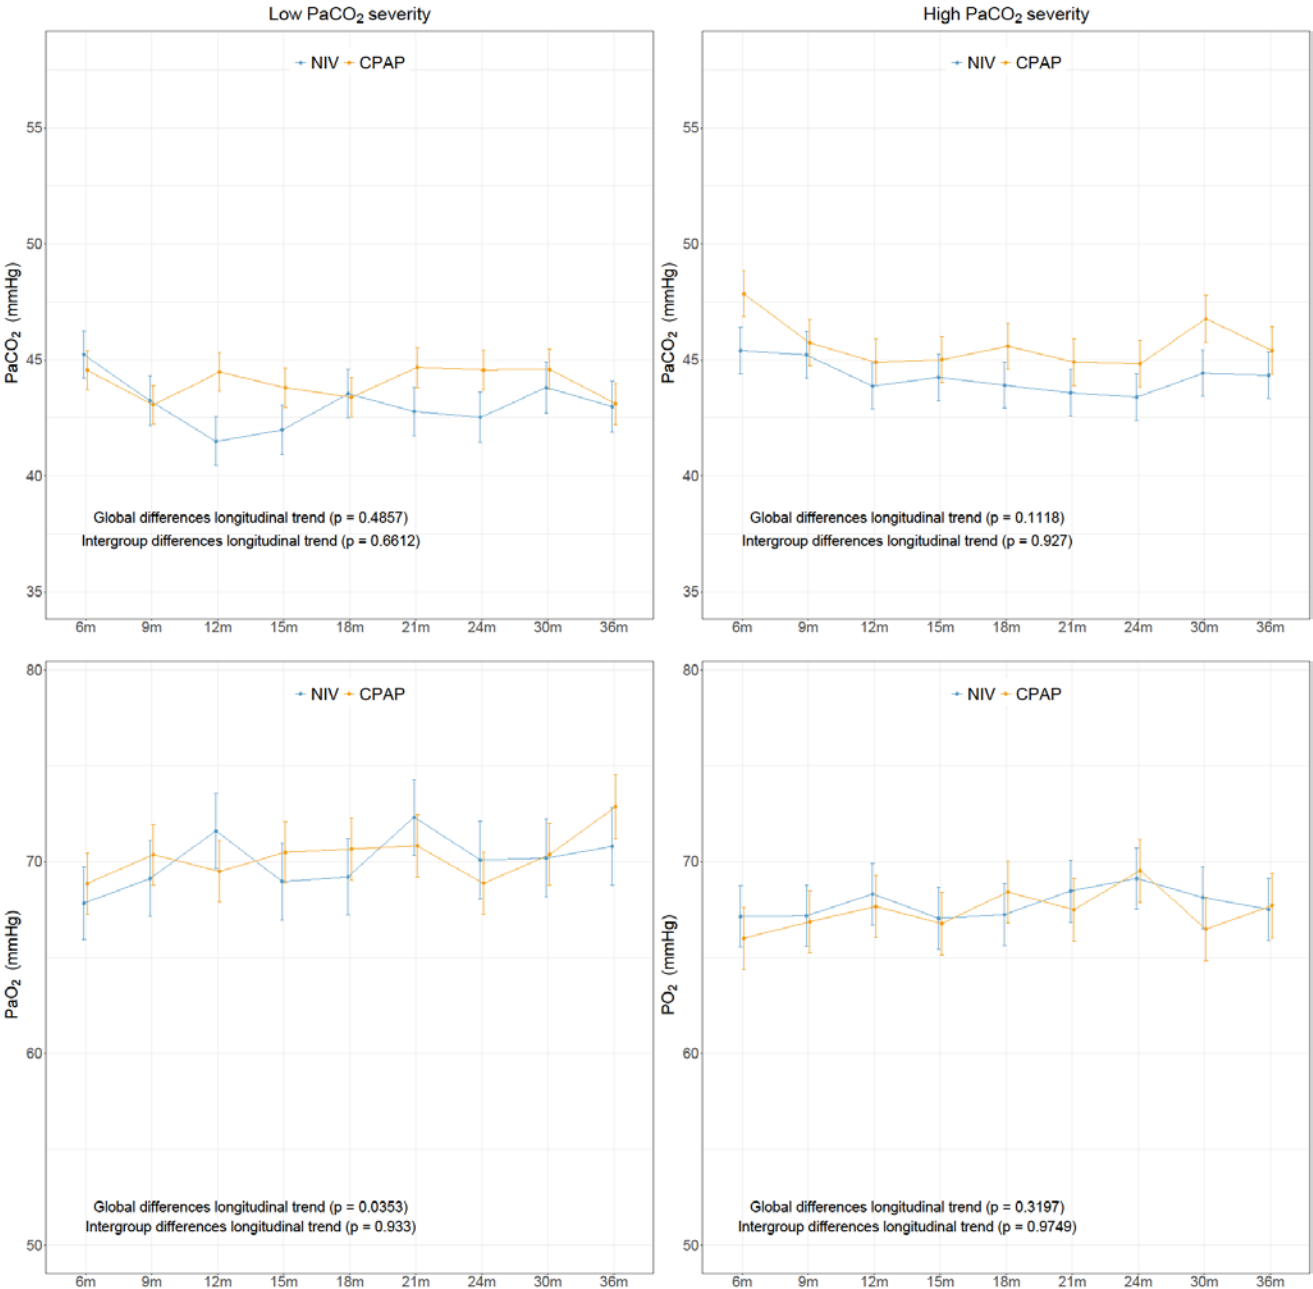 Low PaCO2 severity
NIV CPAP
PaCO2 (mmHg)
55
50
45
40
35
Global differences longitudinal trend (p = 0.4857)
Intergroup differences longitudinal trend (p = 0.6612)
6m 9m 12m 15m 18m 21m 24m 30m 36m
High PaCO2 severity
NIV CPAP
PaCO2 (mmHg)
55
50
45
40
35
Global differences longitudinal trend (p = 0.1118)
Intergroup differences longitudinal trend (p = 0.927)
6m 9m 12m 15m 18m 21m 24m 30m 36m
NIV CPAP
PaO2 (mmHg)
80
70
60
50
Global differences longitudinal trend (p = 0.0353)
Intergroup differences longitudinal trend (p = 0.933)
6m 9m 12m 15m 18m 21m 24m 30m 36m
NIV CPAP
PO2 (mmHg)
80
70
60
50
Global differences longitudinal trend (p = 0.3197)
Intergroup differences longitudinal trend (p = 0.9749)
6m 9m 12m 15m 18m 21m 24m 30m 36m